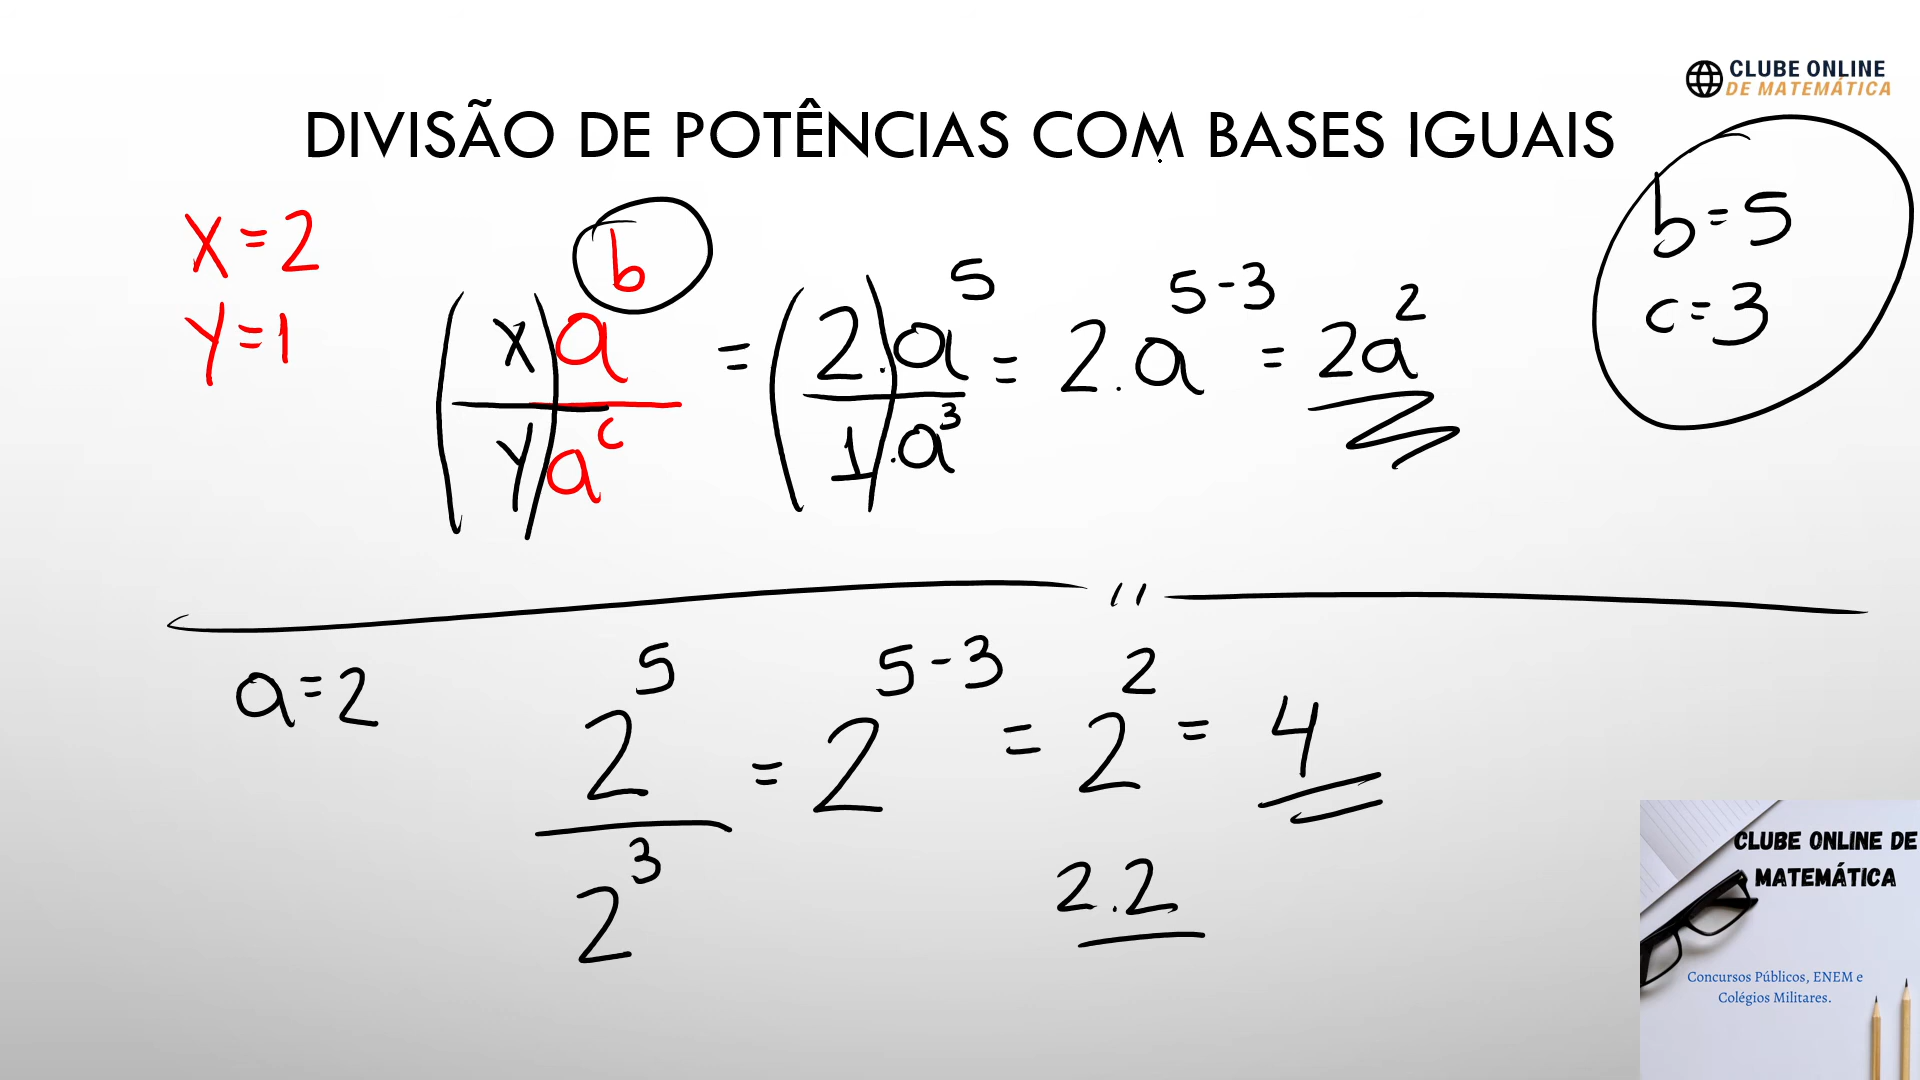 CLUBE ONLINE
DE MATEMÁTICA
DIVISÃO DE POTÊNCIAS COM BASES IGUAIS
x=2
y=1
b=5
c=3
(x/y) a^b/a^c = (2/1) . a^5/.a^3 = 2.a^5-3 = 2a^2
a=2
2^5/2^3 = 2^5-3 = 2^2 = 4
2.2
CLUBE ONLINE DE
MATEMÁTICA
Concursos Públicos, ENEM e
Colégios Militares.